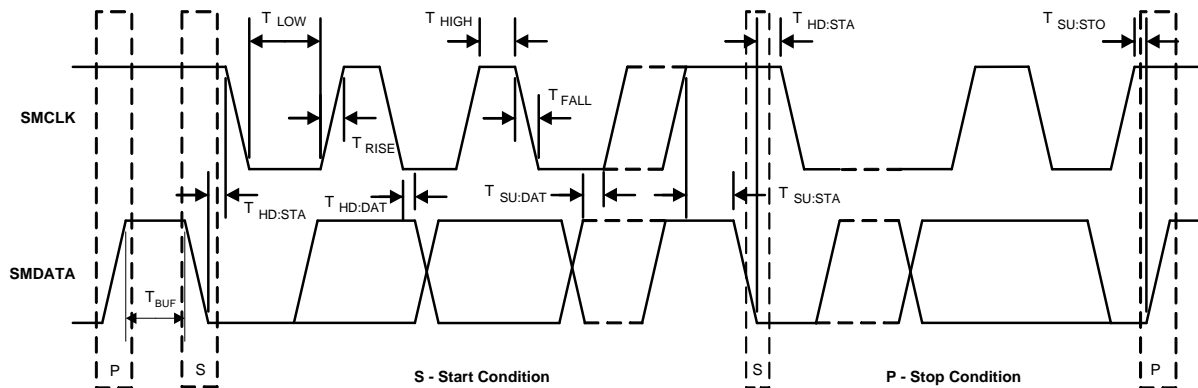 T LOW
T HIGH
T HD:STA
T SU:STO
SMCLK
T FALL
T RISE
T HD:STA
T HD:DAT
T SU:DAT
T SU:STA
SMDATA
T BUF
P
S
S - Start Condition
S
P - Stop Condition
P